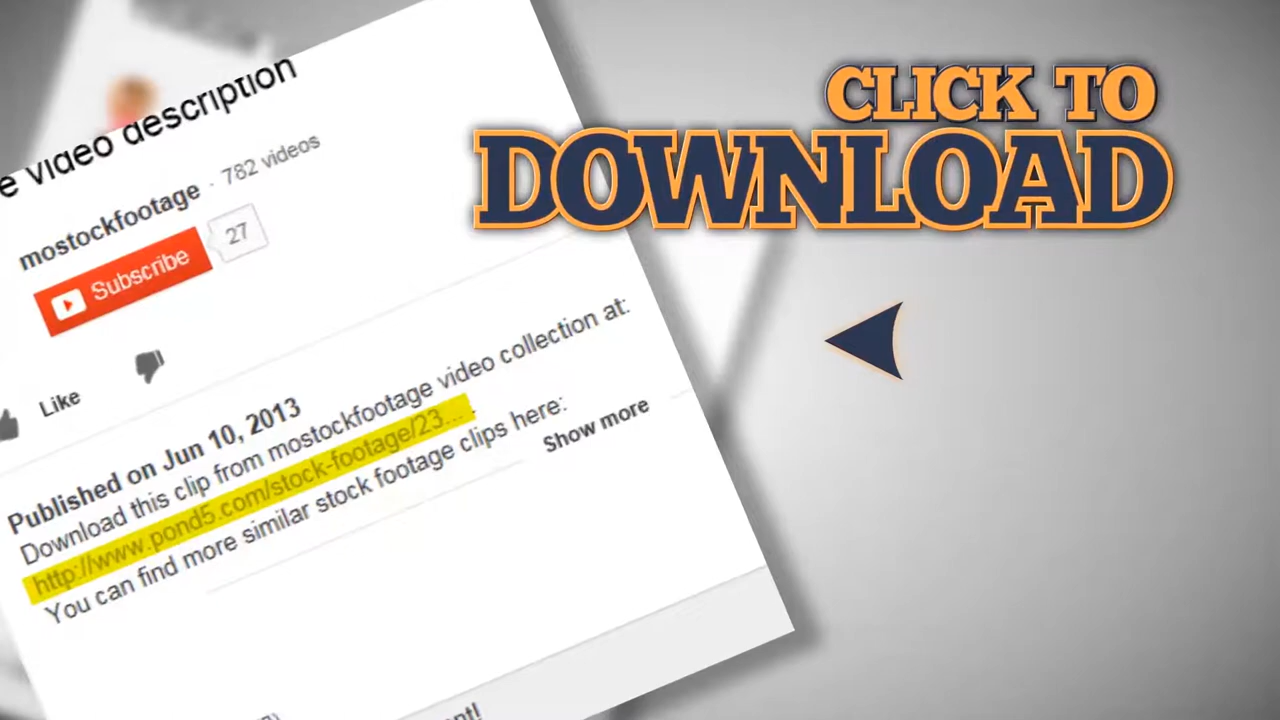 CLICK TO
DOWNLOAD
e video description
mostockfootage · 782 videos
Subscribe
27
Like
Published on Jun 10, 2013
Download this clip from mostockfootage video collection at:
http://www.pond5.com/stock-footage/23... .
You can find more similar stock footage clips here:
Show more